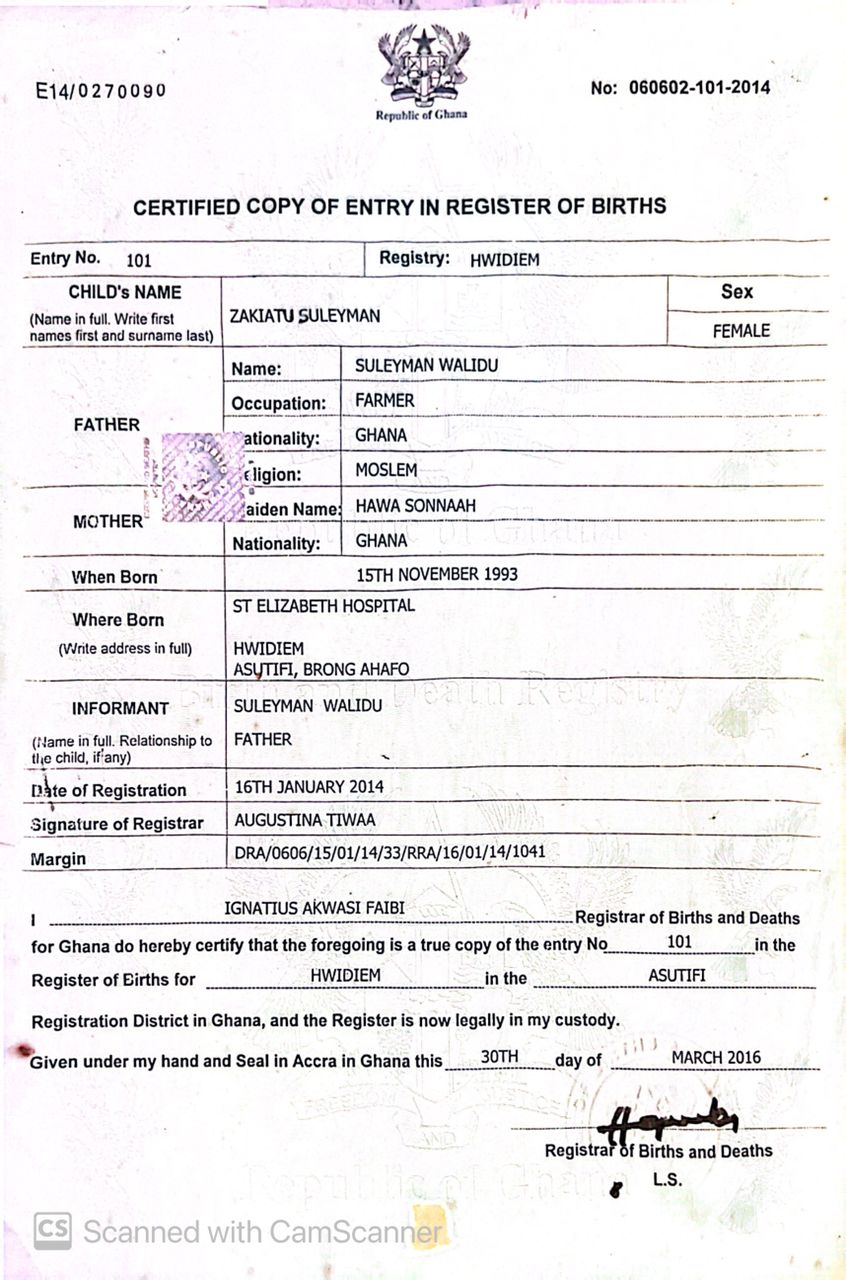 E14/0270090
No: 060602-101-2014
Republic of Ghana
CERTIFIED COPY OF ENTRY IN REGISTER OF BIRTHS
Entry No. 101 Registry: HWIDIEM
CHILD's NAME
(Name in full. Write first
names first and surname last)
ZAKIATU SULEYMAN
Sex
FEMALE
FATHER
Name: SULEYMAN WALIDU
Occupation: FARMER
ationality: GHANA
eligion: MOSLEM
MOTHER
aiden Name: HAWA SONNAAH
Nationality: GHANA
When Born 15TH NOVEMBER 1993
Where Born
(Write address in full)
ST ELIZABETH HOSPITAL
HWIDIEM
ASUTIFI, BRONG AHAFO
INFORMANT
(Name in full. Relationship to
the child, if any)
SULEYMAN WALIDU
FATHER
Date of Registration 16TH JANUARY 2014
Signature of Registrar AUGUSTINA TIWAA
Margin DRA/0606/15/01/14/33/RRA/16/01/14/1041
I IGNATIUS AKWASI FAIBI Registrar of Births and Deaths
for Ghana do hereby certify that the foregoing is a true copy of the entry No 101 in the
Register of Births for HWIDIEM in the ASUTIFI
Registration District in Ghana, and the Register is now legally in my custody.
Given under my hand and Seal in Accra in Ghana this 30TH day of MARCH 2016
FREEDOM AND JUSTICE
Registrar of Births and Deaths
L.S.
Republic of Ghana
CS Scanned with CamScanner